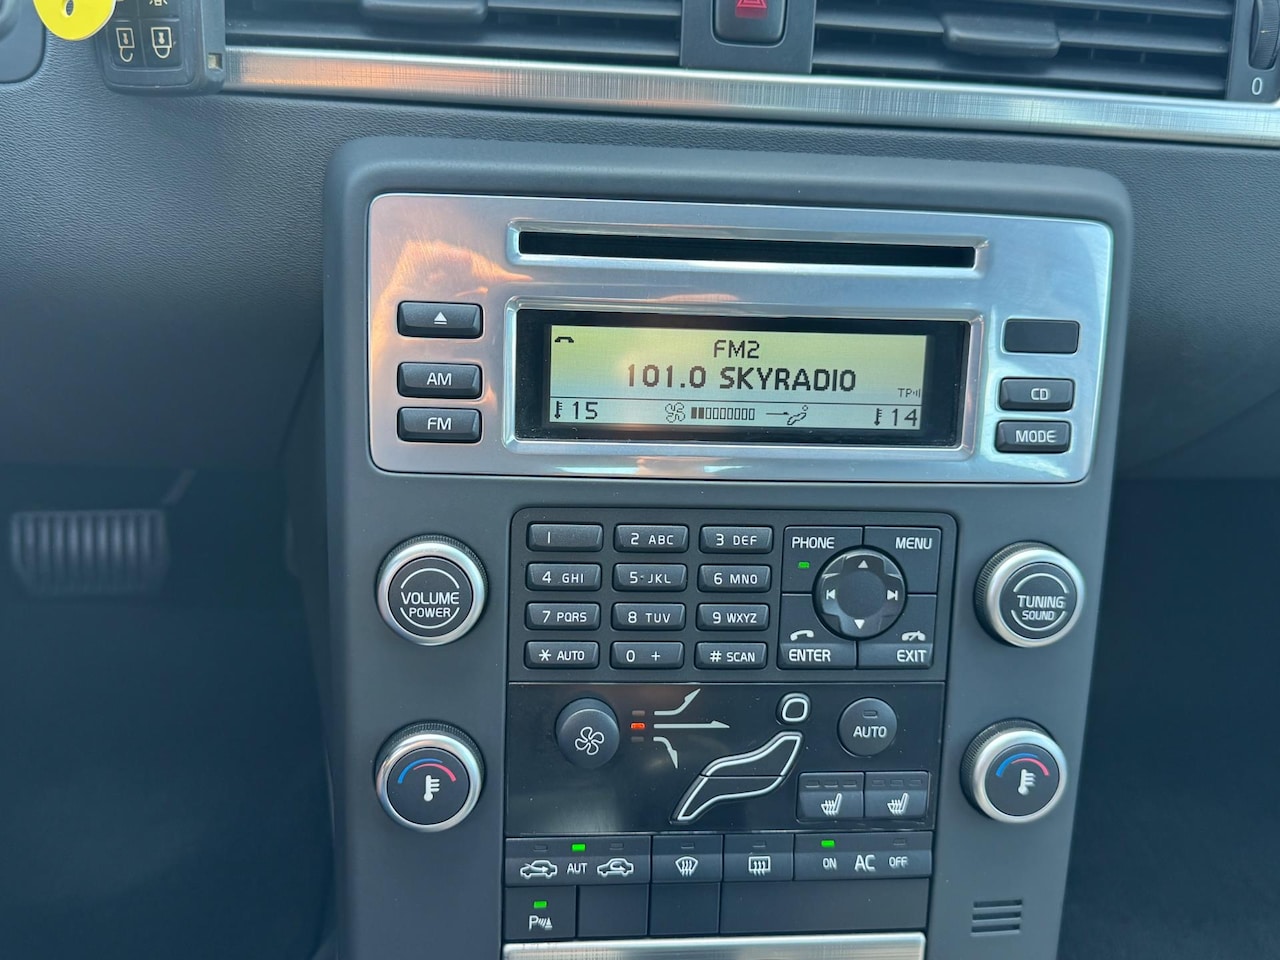 0
FM2
101.0 SKYRADIO
TP
15
14
AM
FM
CD
MODE
1
2 ABC
3 DEF
4 GHI
5-JKL
6 MNO
7 PQRS
8 TUV
9 WXYZ
* AUTO
0 +
# SCAN
PHONE
MENU
ENTER
EXIT
VOLUME
POWER
TUNING
SOUND
AUTO
AUT
ON AC OFF
P